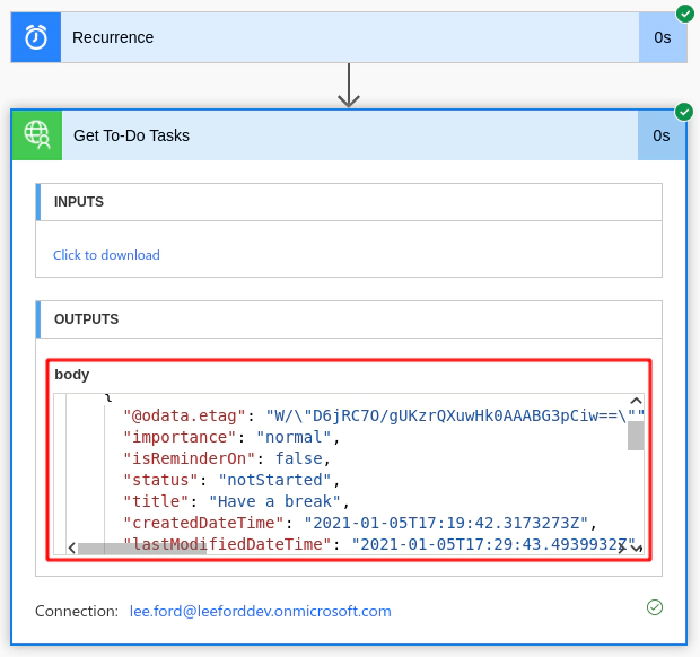 Recurrence
0s
Get To-Do Tasks
0s
INPUTS
Click to download
OUTPUTS
body
{
"@odata.etag": "W/\"D6jRC7O/gUKzrQXuwHk0AAABG3pCiw==\""
"importance": "normal",
"isReminderOn": false,
"status": "notStarted",
"title": "Have a break",
"createdDateTime": "2021-01-05T17:19:42.3173273Z",
"lastModifiedDateTime": "2021-01-05T17:29:43.4939932Z",
Connection: lee.ford@leeforddev.onmicrosoft.com